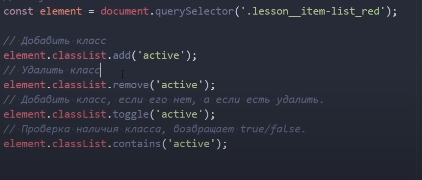 const element = document.querySelector('.lesson__item-list_red');
// Добавить класс
element.classList.add('active');
// Удалить класс
element.classList.remove('active');
// Добавить класс, если его нет, а если есть удалить.
element.classList.toggle('active');
// Проверка наличия класса, возвращает true/false.
element.classList.contains('active');